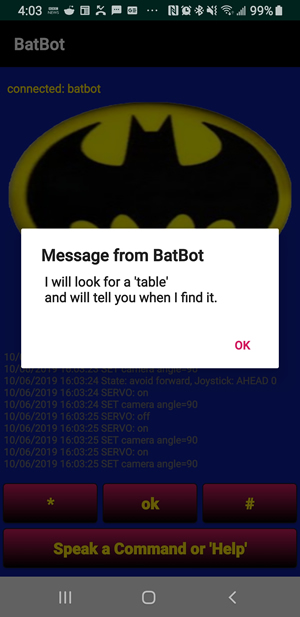 4:03 99%
BatBot
connected: batbot
Message from BatBot
I will look for a 'table'
and will tell you when I find it.
OK
10/06/2019 16:03:23 SET camera angle=90
10/06/2019 16:03:24 State: avoid forward, Joystick: AHEAD 0
10/06/2019 16:03:24 SERVO: on
10/06/2019 16:03:24 SET camera angle=90
10/06/2019 16:03:25 SERVO: off
10/06/2019 16:03:25 SERVO: on
10/06/2019 16:03:25 SET camera angle=90
10/06/2019 16:03:25 SERVO: on
10/06/2019 16:03:25 SET camera angle=90
* ok #
Speak a Command or 'Help'